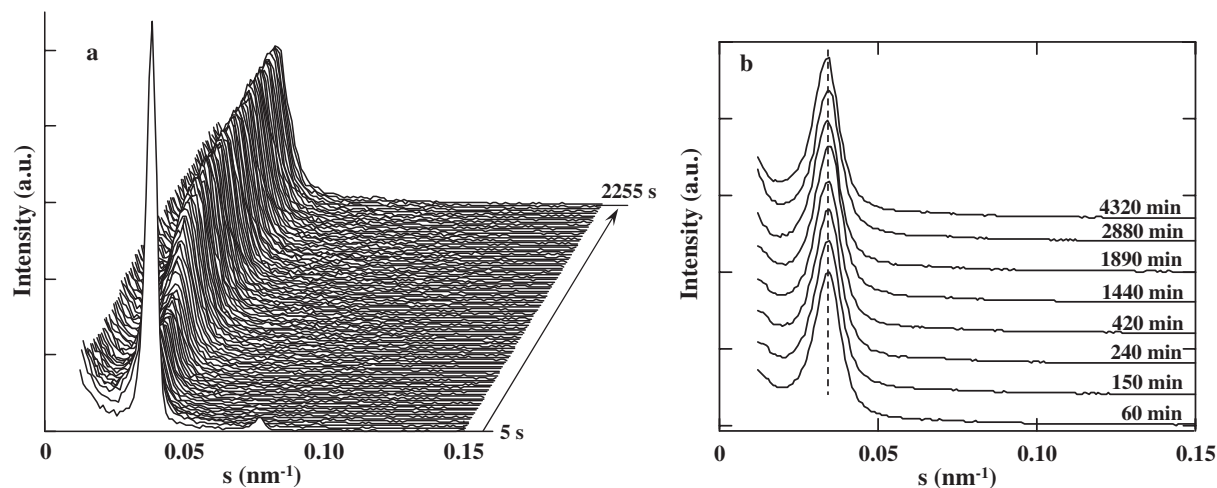 a
Intensity (a.u.)
2255 s
5 s
0
0.05
0.10
0.15
s (nm⁻¹)
b
Intensity (a.u.)
4320 min
2880 min
1890 min
1440 min
420 min
240 min
150 min
60 min
0
0.05
0.10
0.15
s (nm⁻¹)